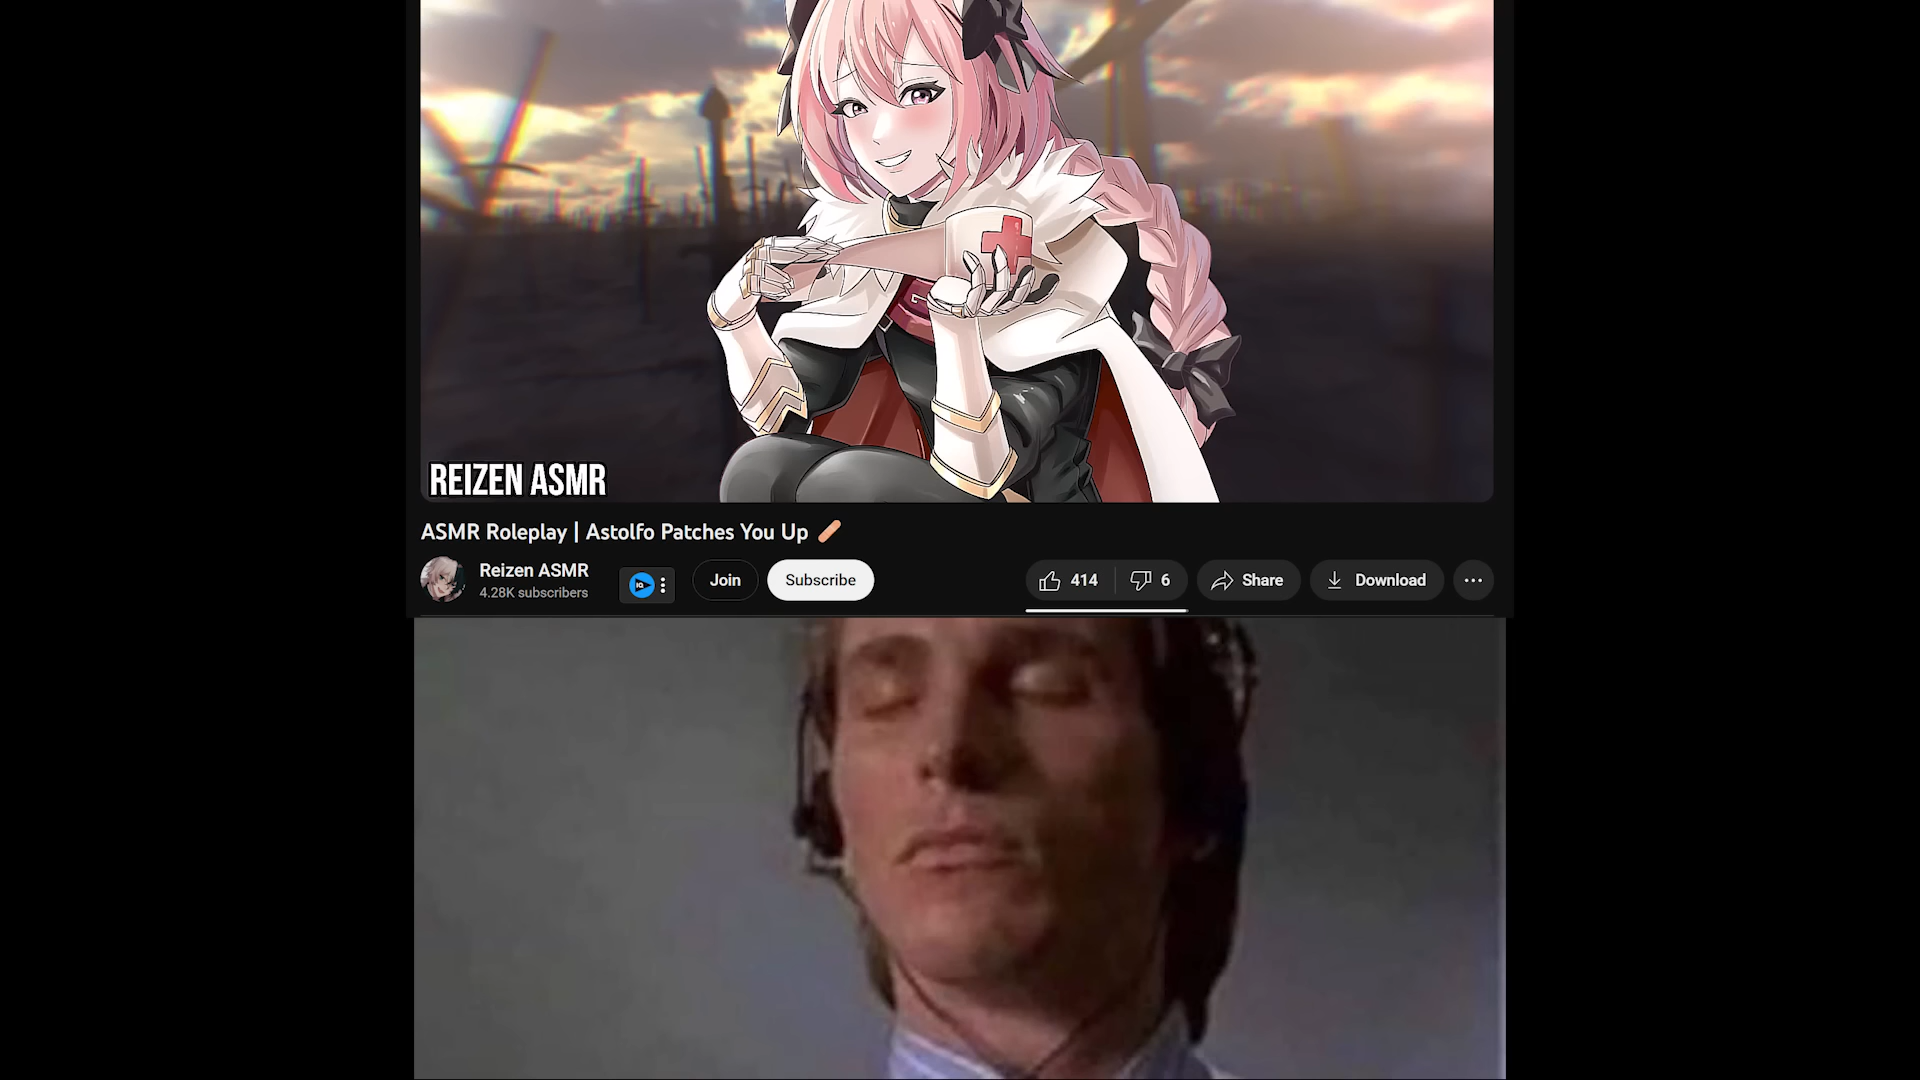 REIZEN ASMR
ASMR Roleplay | Astolfo Patches You Up
Reizen ASMR
4.28K subscribers
IQ
Join
Subscribe
414
6
Share
Download